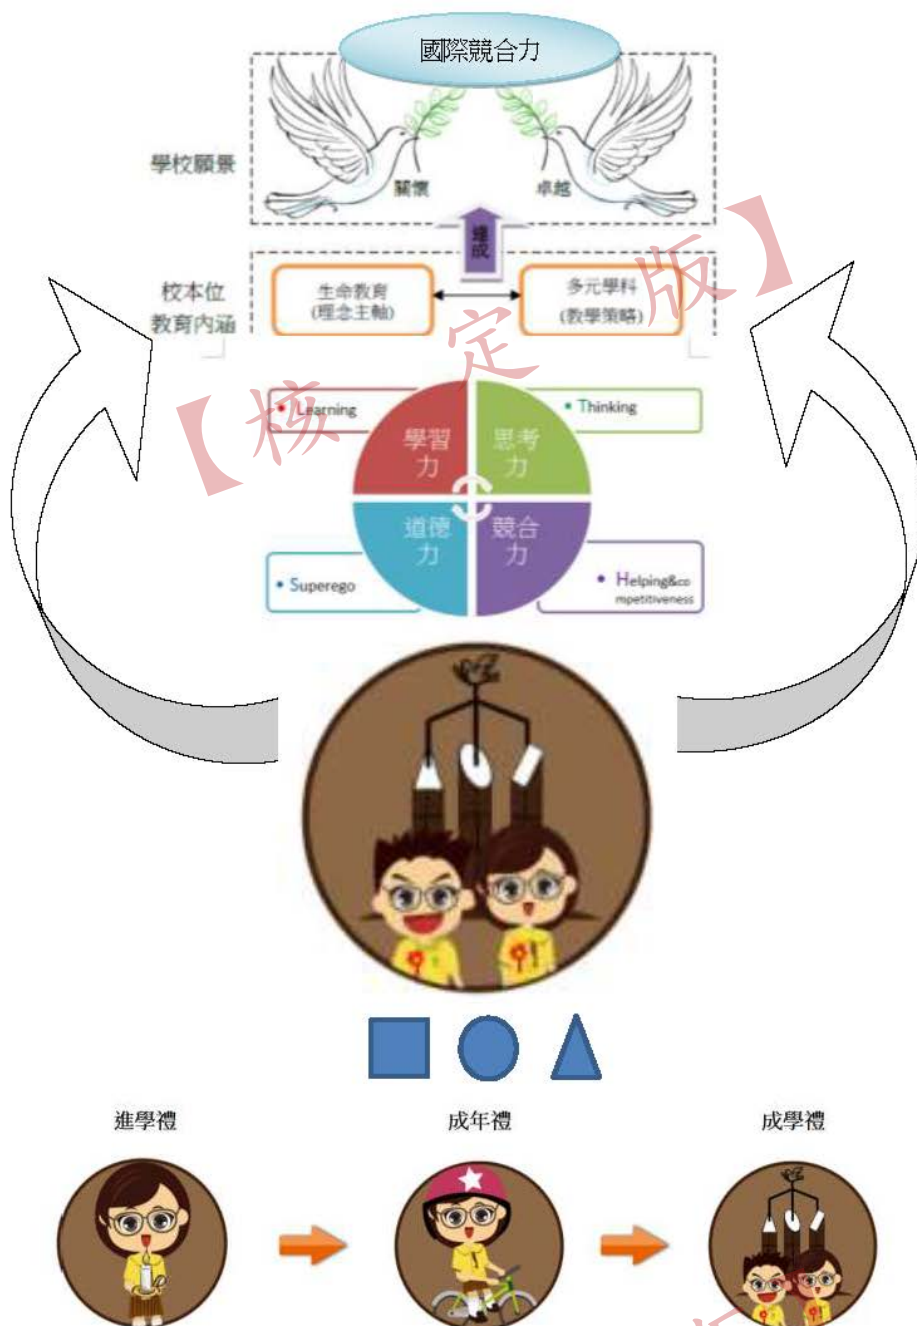 國際競合力
學校願景
關懷
卓越
達成
校本位
教育內涵
生命教育
(理念主軸)
多元學科
(教學策略)
【核定版】
• Learning
• Thinking
學習
力
思考
力
道德
力
競合
力
• Superego
• Helping&co
mpetitiveness
進學禮
成年禮
成學禮